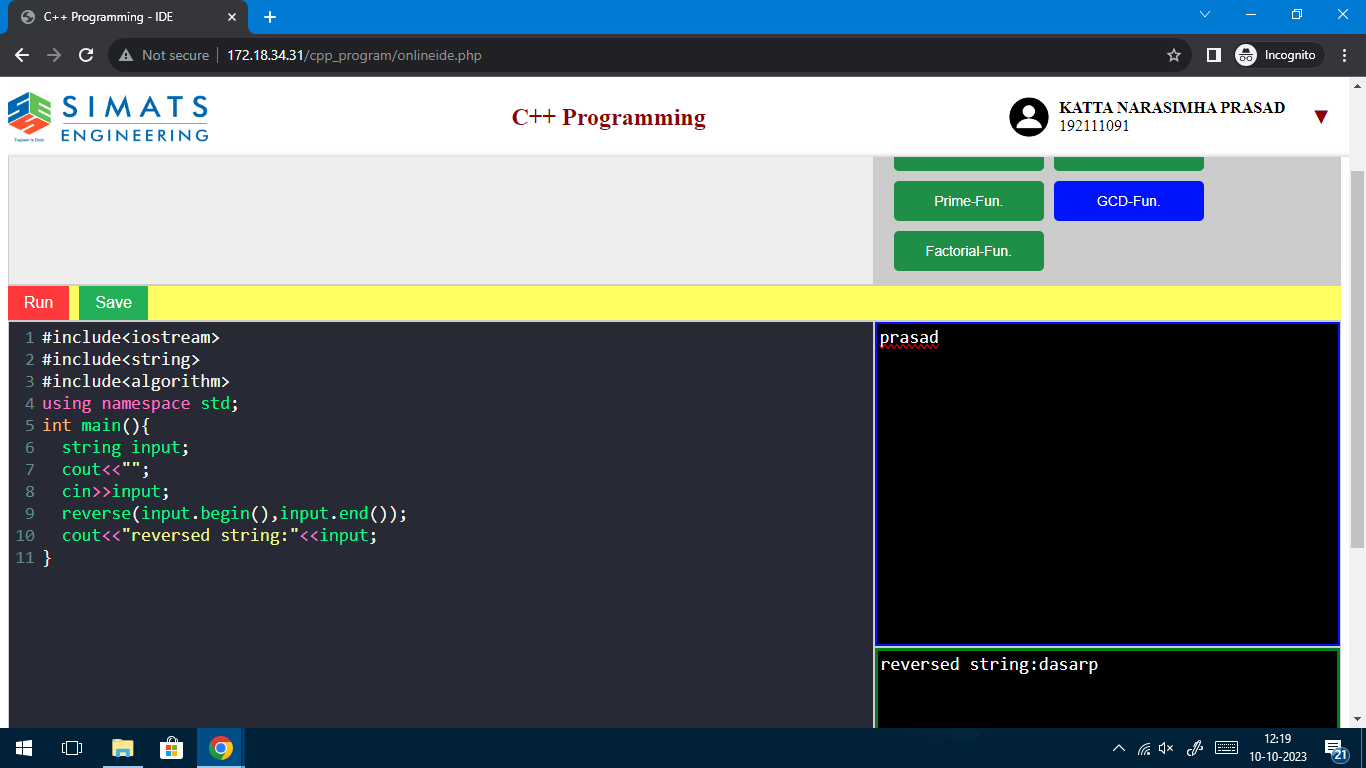 C++ Programming - IDE
Not secure
172.18.34.31/cpp_program/onlineide.php
Incognito
SIMATS
ENGINEERING
Engineer to Excel
C++ Programming
KATTA NARASIMHA PRASAD
192111091
Prime-Fun.
GCD-Fun.
Factorial-Fun.
Run
Save
1 #include<iostream>
2 #include<string>
3 #include<algorithm>
4 using namespace std;
5 int main(){
6 string input;
7 cout<<"";
8 cin>>input;
9 reverse(input.begin(),input.end());
10 cout<<"reversed string:"<<input;
11 }
prasad
reversed string:dasarp
12:19
10-10-2023
21